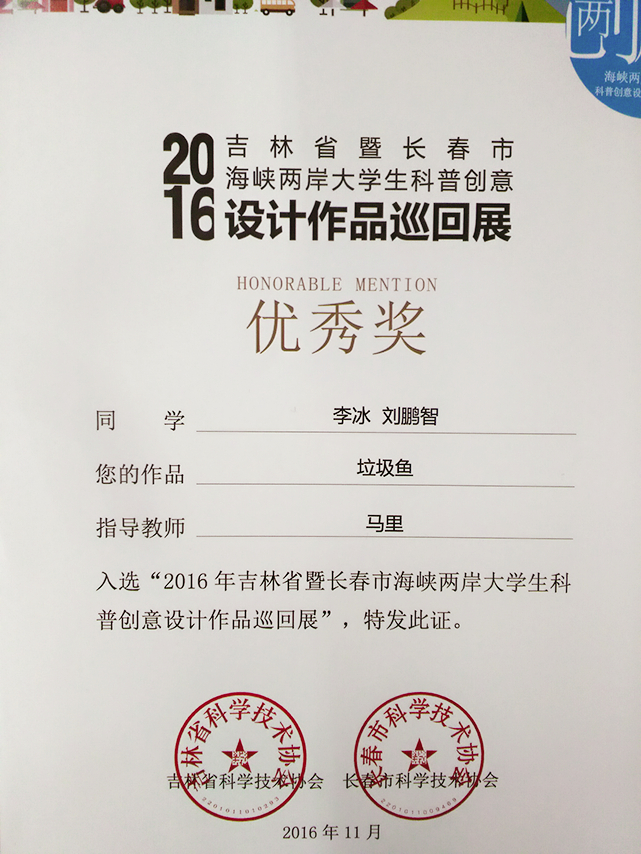 两
海峡两
科普创意设
2016
吉林省暨长春市
海峡两岸大学生科普创意
设计作品巡回展
HONORABLE MENTION
优秀奖
同 学 李冰 刘鹏智
您的作品 垃圾鱼
指导教师 马里
入选“2016年吉林省暨长春市海峡两岸大学生科
普创意设计作品巡回展”，特发此证。
吉林省科学技术协会
长春市科学技术协会
吉林省科学技术协会 长春市科学技术协会
2016年11月